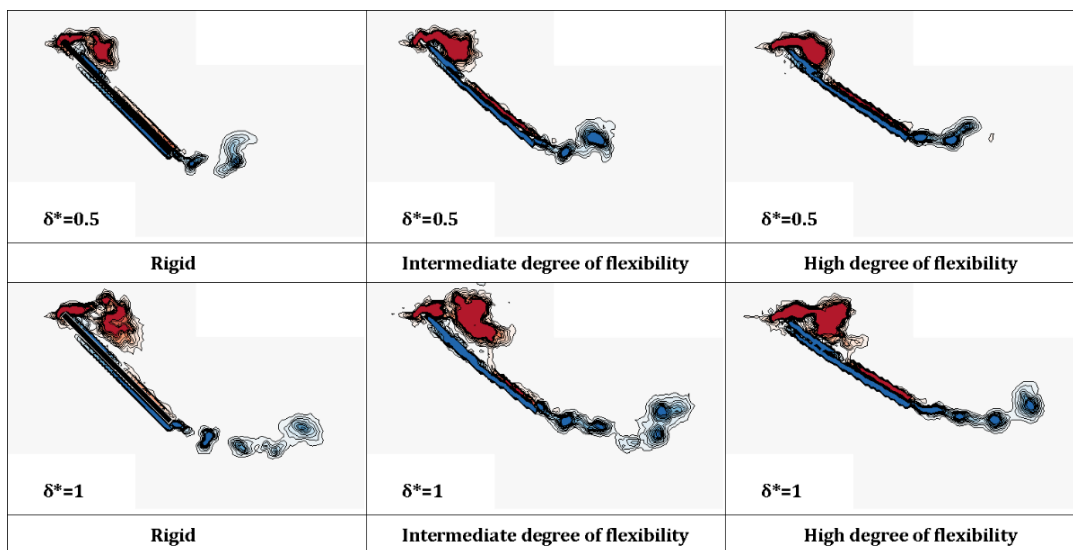 δ*=0.5
δ*=0.5
δ*=0.5
Rigid
Intermediate degree of flexibility
High degree of flexibility
δ*=1
δ*=1
δ*=1
Rigid
Intermediate degree of flexibility
High degree of flexibility